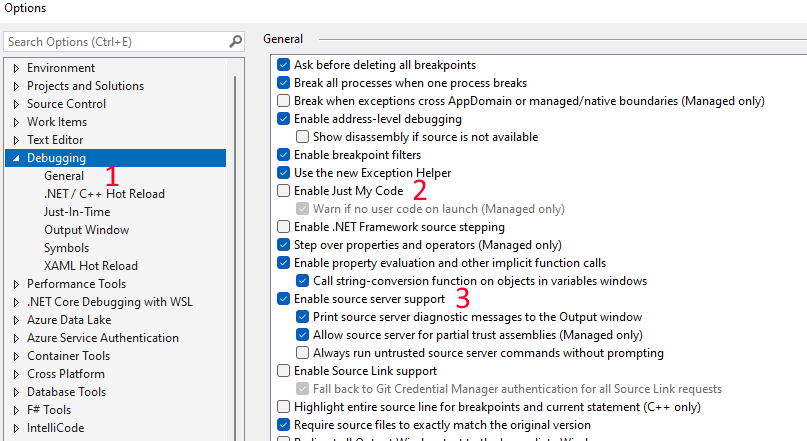 Options
Search Options (Ctrl+E)
Environment
Projects and Solutions
Source Control
Work Items
Text Editor
Debugging
General 1
.NET / C++ Hot Reload
Just-In-Time
Output Window
Symbols
XAML Hot Reload
Performance Tools
.NET Core Debugging with WSL
Azure Data Lake
Azure Service Authentication
Container Tools
Cross Platform
Database Tools
F# Tools
IntelliCode
General
Ask before deleting all breakpoints
Break all processes when one process breaks
Break when exceptions cross AppDomain or managed/native boundaries (Managed only)
Enable address-level debugging
Show disassembly if source is not available
Enable breakpoint filters
Use the new Exception Helper
Enable Just My Code 2
Warn if no user code on launch (Managed only)
Enable .NET Framework source stepping
Step over properties and operators (Managed only)
Enable property evaluation and other implicit function calls
Call string-conversion function on objects in variables windows
Enable source server support 3
Print source server diagnostic messages to the Output window
Allow source server for partial trust assemblies (Managed only)
Always run untrusted source server commands without prompting
Enable Source Link support
Fall back to Git Credential Manager authentication for all Source Link requests
Highlight entire source line for breakpoints and current statement (C++ only)
Require source files to exactly match the original version